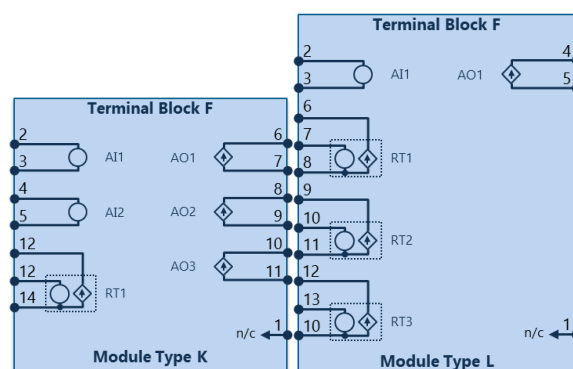 Terminal Block F
2 6
AI1 AO1
3 7
4 8
AI2 AO2
5 9
12 10
AO3
12 11
RT1
14
n/c 1
Module Type K
Terminal Block F
2 4
AI1 AO1
3 5
6
7
RT1
8
9
10
RT2
11
12
13
RT3
10
n/c 1
Module Type L